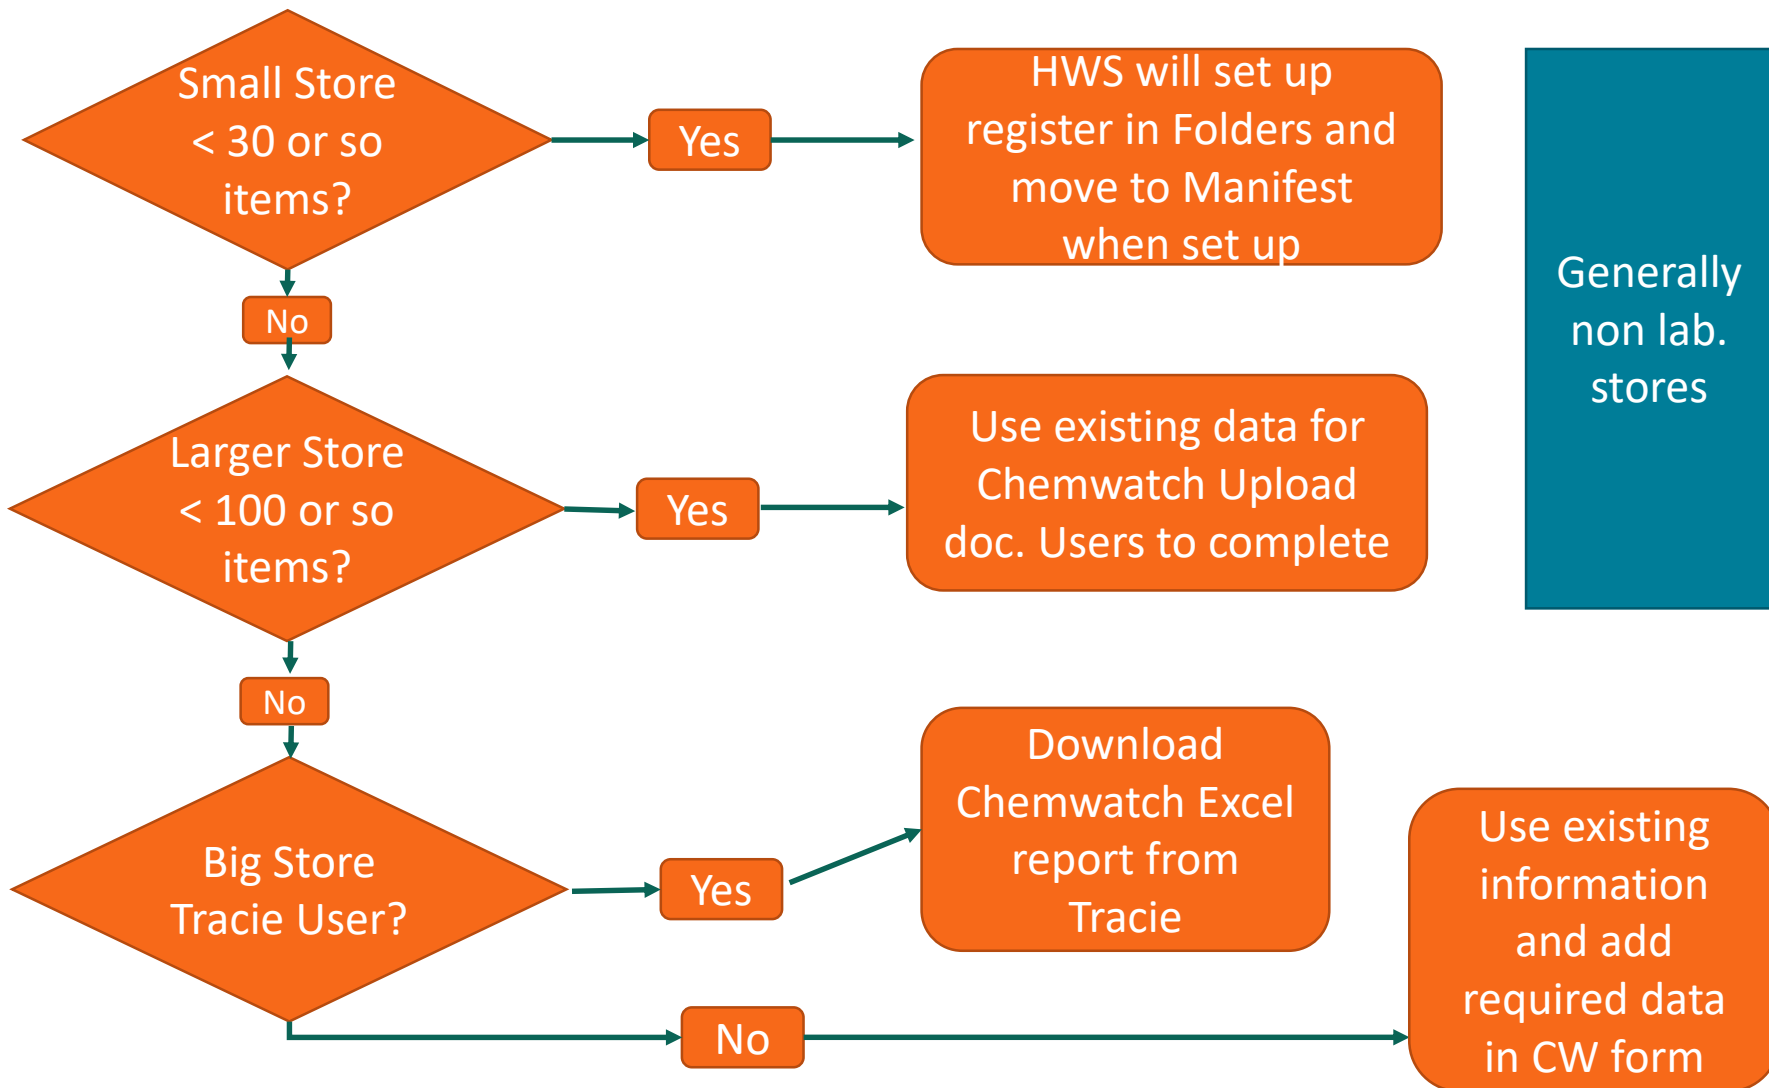 Small Store
< 30 or so
items?
Yes
HWS will set up
register in Folders and
move to Manifest
when set up
Generally
non lab.
stores
No
Larger Store
< 100 or so
items?
Yes
Use existing data for
Chemwatch Upload
doc. Users to complete
No
Big Store
Tracie User?
Yes
Download
Chemwatch Excel
report from
Tracie
No
Use existing
information
and add
required data
in CW form